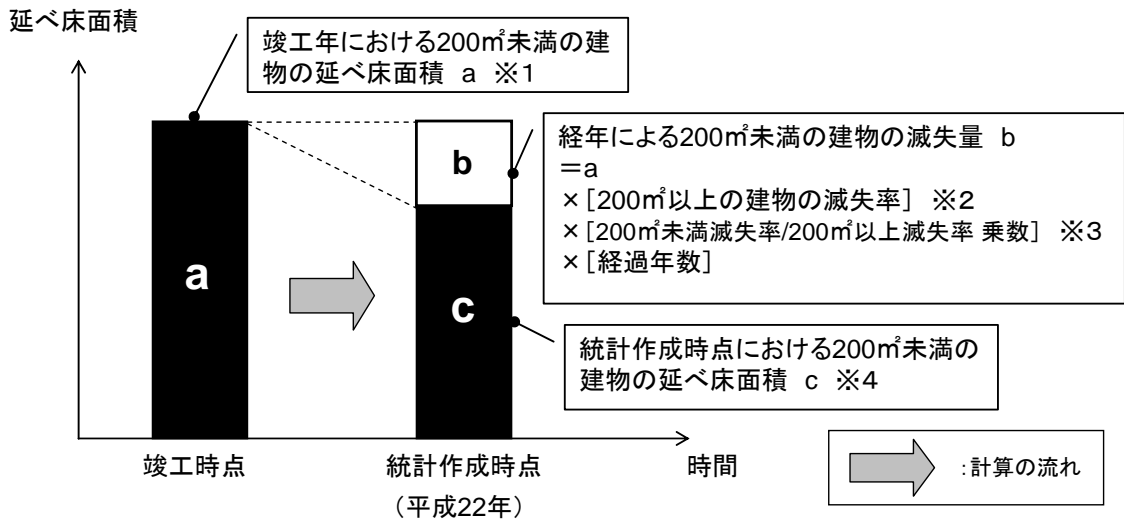 延べ床面積
竣工年における200㎡未満の建
物の延べ床面積 a ※1
経年による200㎡未満の建物の滅失量 b
＝a
×[200㎡以上の建物の滅失率] ※2
×[200㎡未満滅失率/200㎡以上滅失率 乗数] ※3
×[経過年数]
b
a
c
統計作成時点における200㎡未満の
建物の延べ床面積 c ※4
竣工時点
統計作成時点
（平成22年）
時間
:計算の流れ